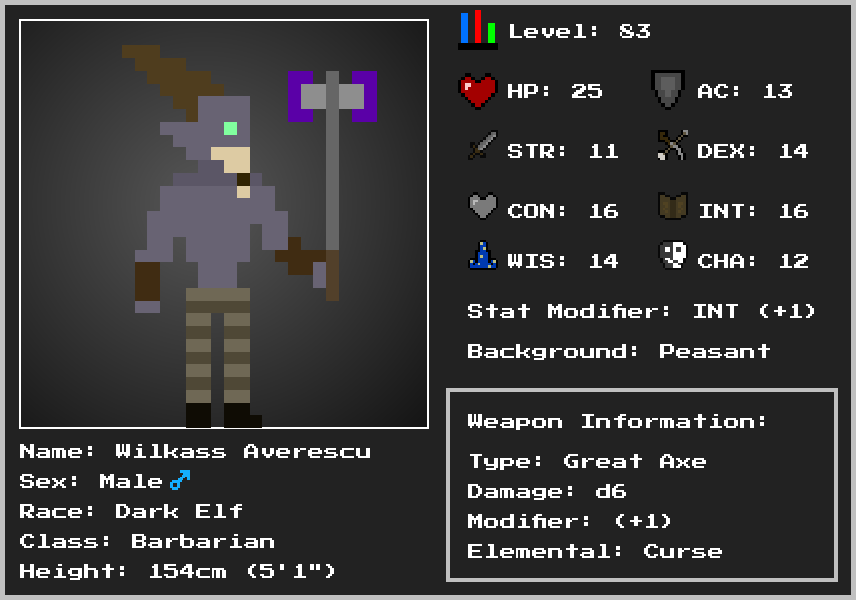 Level: 83
HP: 25 AC: 13
STR: 11 DEX: 14
CON: 16 INT: 16
WIS: 14 CHA: 12
Stat Modifier: INT (+1)
Background: Peasant
Weapon Information:
Type: Great Axe
Damage: d6
Modifier: (+1)
Elemental: Curse
Name: Wilkass Averescu
Sex: Male♂
Race: Dark Elf
Class: Barbarian
Height: 154cm (5'1")